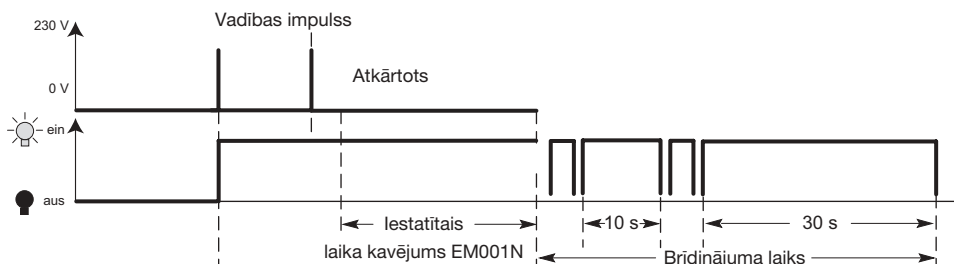 Vadības impulss
230 V
Atkārtots
0 V
ein
aus
Iestatītais
10 s
30 s
laika kavējums EM001N
Brīdinājuma laiks